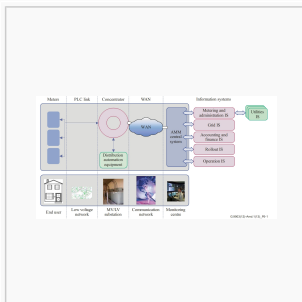 Meters PLC link Concentrator WAN Information systems
Metering and
administration IS
Utilities
IS
WAN
Grid IS
AMM
central
system
Accounting and
finance IS
Distribution
automation
equipment
Rollout IS
Operation IS
End user
Low voltage
network
MV/LV
substation
Communication
network
Monitoring
center